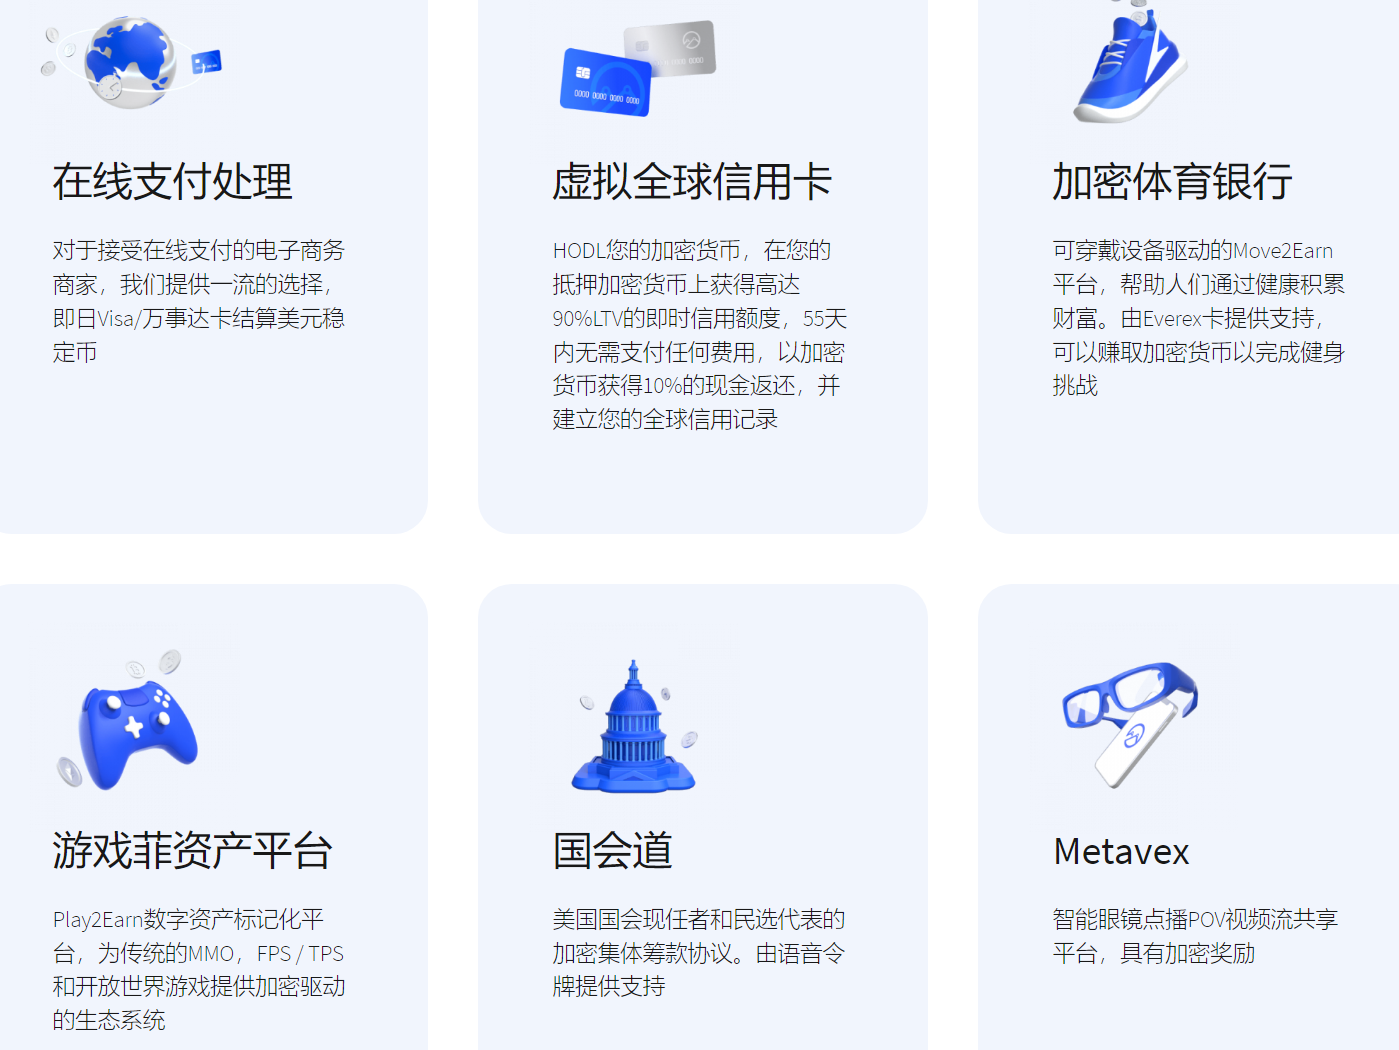 0000 0000 0000 0000
在线支付处理
对于接受在线支付的电子商务
商家，我们提供一流的选择，
即日Visa/万事达卡结算美元稳
定币
虚拟全球信用卡
HODL您的加密货币，在您的
抵押加密货币上获得高达
90%LTV的即时信用额度，55天
内无需支付任何费用，以加密
货币获得10%的现金返还，并
建立您的全球信用记录
加密体育银行
可穿戴设备驱动的Move2Earn
平台，帮助人们通过健康积累
财富。由Everex卡提供支持，
可以赚取加密货币以完成健身
挑战
游戏菲资产平台
Play2Earn数字资产标记化平
台，为传统的MMO，FPS / TPS
和开放世界游戏提供加密驱动
的生态系统
国会道
美国国会现任者和民选代表的
加密集体筹款协议。由语音令
牌提供支持
Metavex
智能眼镜点播POV视频流共享
平台，具有加密奖励